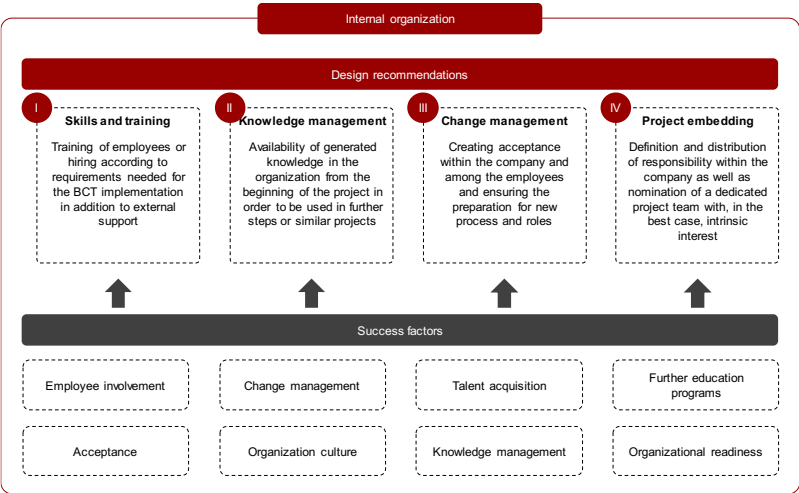 Internal organization
Design recommendations
I
Skills and training
Training of employees or
hiring according to
requirements needed for
the BCT implementation
in addition to external
support
II
Knowledge management
Availability of generated
knowledge in the
organization from the
beginning of the project in
order to be used in further
steps or similar projects
III
Change management
Creating acceptance
within the company and
among the employees
and ensuring the
preparation for new
process and roles
IV
Project embedding
Definition and distribution
of responsibility within the
company as well as
nomination of a dedicated
project team with, in the
best case, intrinsic
interest
Success factors
Employee involvement
Change management
Talent acquisition
Further education
programs
Acceptance
Organization culture
Knowledge management
Organizational readiness